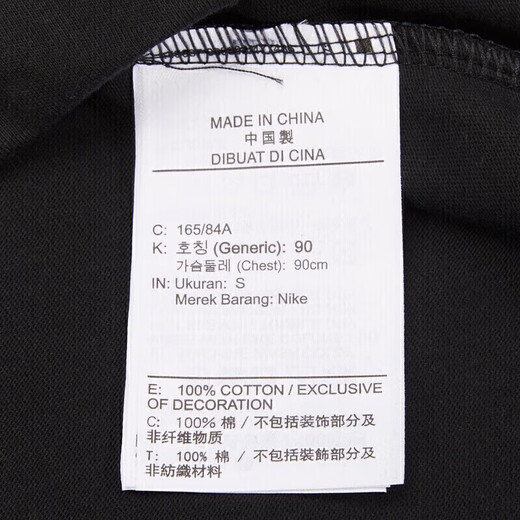 MADE IN CHINA
中国製
DIBUAT DI CINA
C: 165/84A
K: 호칭 (Generic): 90
가슴둘레 (Chest): 90cm
IN: Ukuran: S
Merek Barang: Nike
E: 100% COTTON / EXCLUSIVE
OF DECORATION
C: 100% 棉 / 不包括装饰部分及
非纤维物质
T: 100% 棉 / 不包括裝飾部分及
非紡織材料